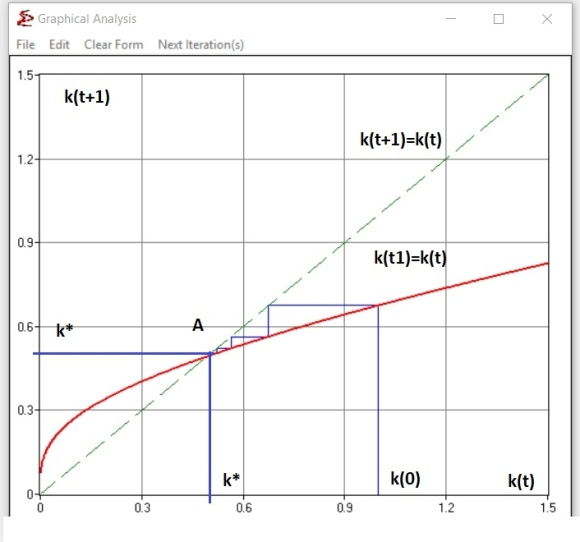 Graphical Analysis
File Edit Clear Form Next Iteration(s)
1.5
k(t+1)
k(t+1)=k(t)
1.2
0.9
k(t1)=k(t)
A
0.6
k*
0.3
k*
k(0)
k(t)
0
0 0.3 0.6 0.9 1.2 1.5